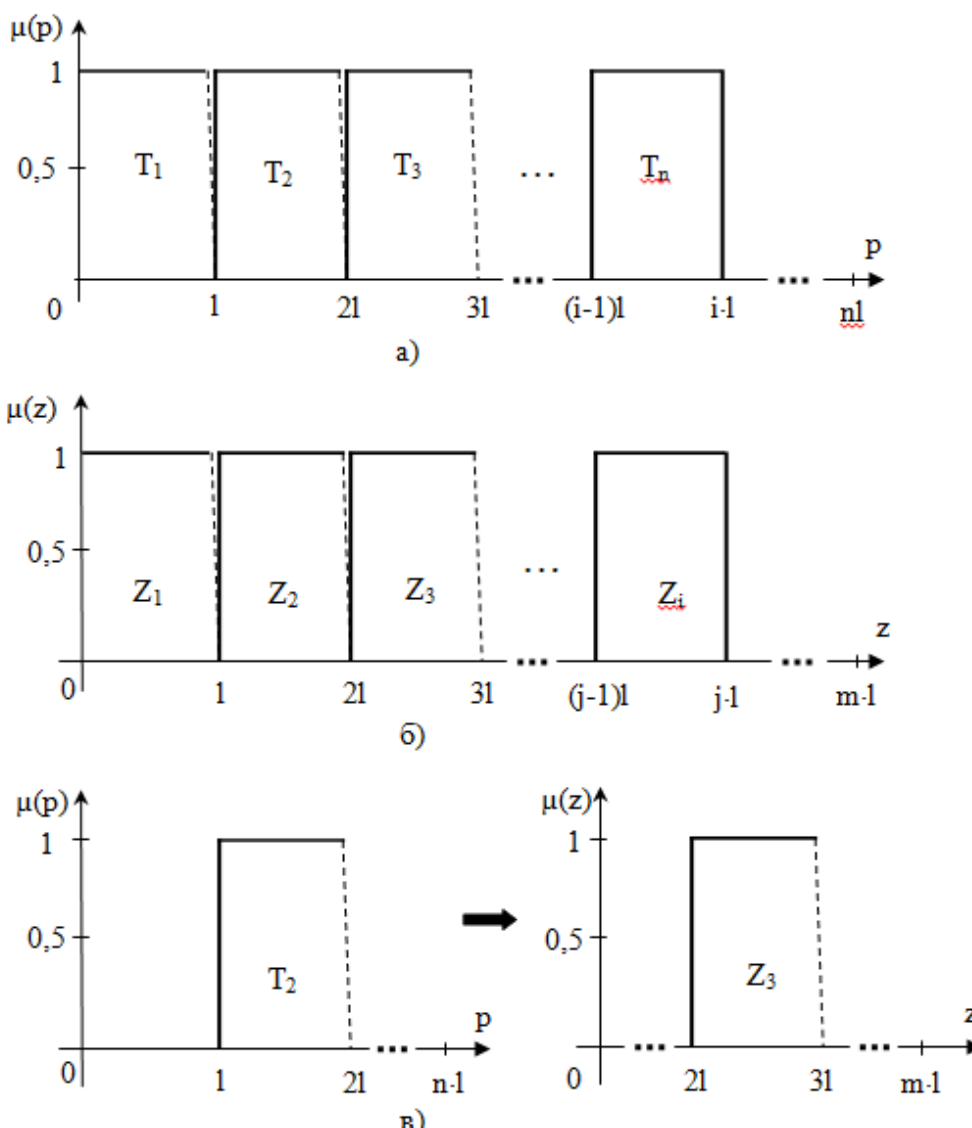 μ(p)
1
T₁ T₂ T₃ ... Tₙ
0,5
p
0 1 2l 3l ... (i-1)l i·l ... nl
а)
μ(z)
1
0,5
Z₁ Z₂ Z₃ ... Zᵢ
z
0 1 2l 3l ... (j-1)l j·l ... m·l
б)
μ(p) μ(z)
1 1
0,5 0,5
T₂ Z₃
p z
0 1 2l ... n·l 0 ... 2l 3l ... m·l
в)